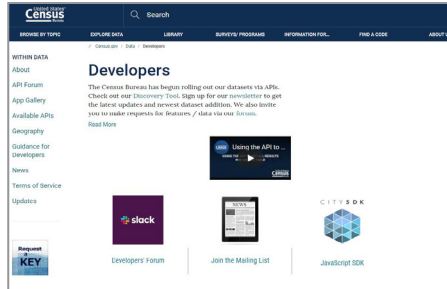 United States'
Census
Bureau
Search
BROWSE BY TOPIC
EXPLORE DATA
LIBRARY
SURVEYS/ PROGRAMS
INFORMATION FOR...
FIND A CODE
ABOUT U
/ Census.gov / Data / Developers
WITHIN DATA
About
API Forum
App Gallery
Available APIs
Geography
Guidance for
Developers
News
Terms of Service
Updates
Request
a
KEY
Developers
The Census Bureau has begun rolling out our datasets via APIs.
Check out our Discovery Tool. Sign up for our newsletter to get
the latest updates and newest dataset addition. We also invite
you to make requests for features / data via our forum.
Read More
Using the API to ...
Census
slack
NEWS
CITY SDK
Developers' Forum
Join the Mailing List
JavaScript SDK